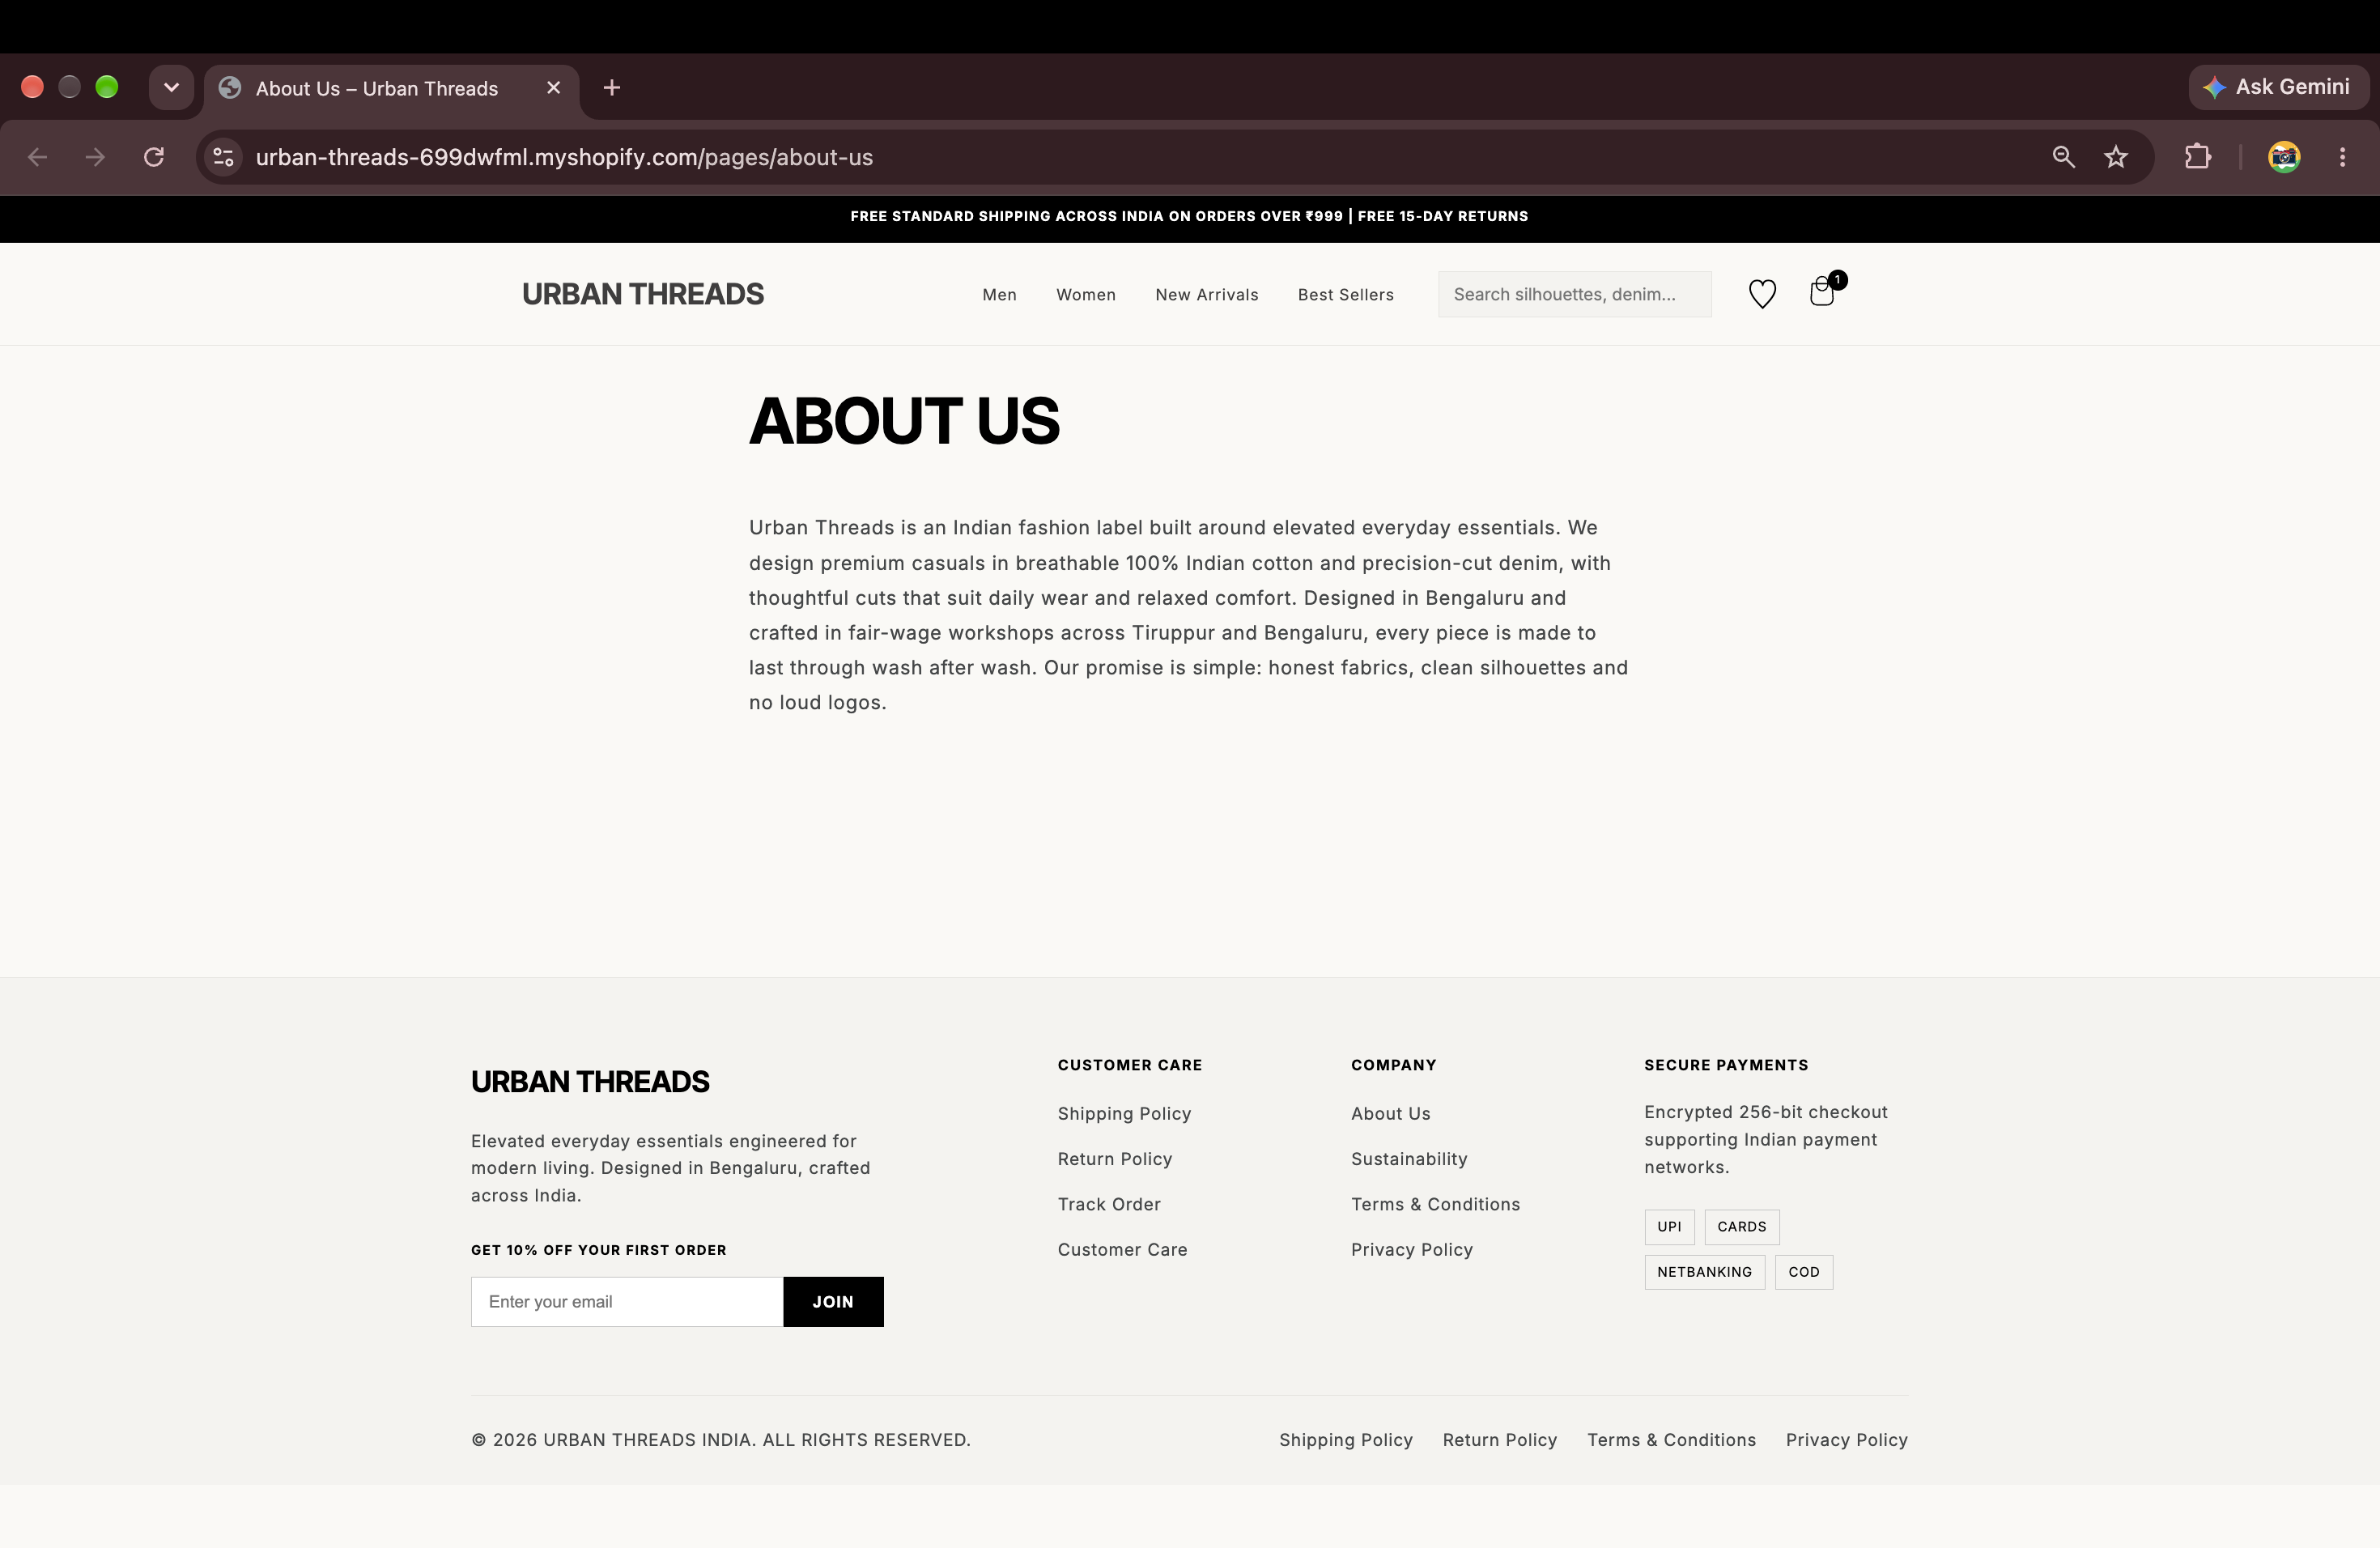 About Us – Urban Threads
Ask Gemini
urban-threads-699dwfml.myshopify.com/pages/about-us
FREE STANDARD SHIPPING ACROSS INDIA ON ORDERS OVER ₹999 | FREE 15-DAY RETURNS
URBAN THREADS
Men
Women
New Arrivals
Best Sellers
Search silhouettes, denim...
1
ABOUT US
Urban Threads is an Indian fashion label built around elevated everyday essentials. We
design premium casuals in breathable 100% Indian cotton and precision-cut denim, with
thoughtful cuts that suit daily wear and relaxed comfort. Designed in Bengaluru and
crafted in fair-wage workshops across Tiruppur and Bengaluru, every piece is made to
last through wash after wash. Our promise is simple: honest fabrics, clean silhouettes and
no loud logos.
URBAN THREADS
Elevated everyday essentials engineered for
modern living. Designed in Bengaluru, crafted
across India.
GET 10% OFF YOUR FIRST ORDER
Enter your email
JOIN
CUSTOMER CARE
Shipping Policy
Return Policy
Track Order
Customer Care
COMPANY
About Us
Sustainability
Terms & Conditions
Privacy Policy
SECURE PAYMENTS
Encrypted 256-bit checkout
supporting Indian payment
networks.
UPI
CARDS
NETBANKING
COD
© 2026 URBAN THREADS INDIA. ALL RIGHTS RESERVED.
Shipping Policy
Return Policy
Terms & Conditions
Privacy Policy